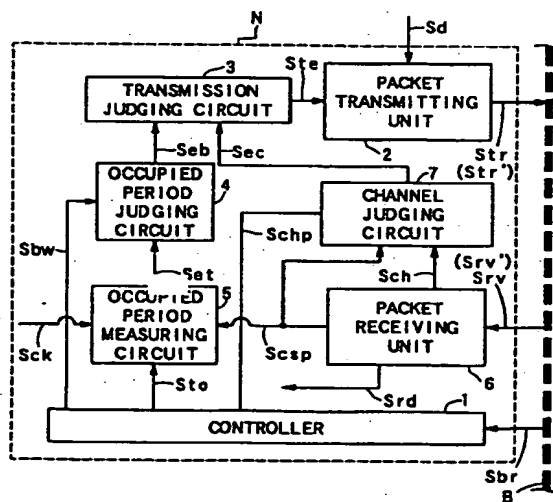 N
Sd
3
Ste
TRANSMISSION
JUDGING CIRCUIT
PACKET
TRANSMITTING
UNIT
2
Str
(Str')
Seb
Sec
7
OCCUPIED
PERIOD
JUDGING
CIRCUIT
4
CHANNEL
JUDGING
CIRCUIT
Sbw
Schp
Set
Sch
(Srv')
Srv
OCCUPIED
PERIOD
MEASURING
CIRCUIT
5
PACKET
RECEIVING
UNIT
6
Sck
Scsp
Sto
Srd
1
CONTROLLER
Sbr
B